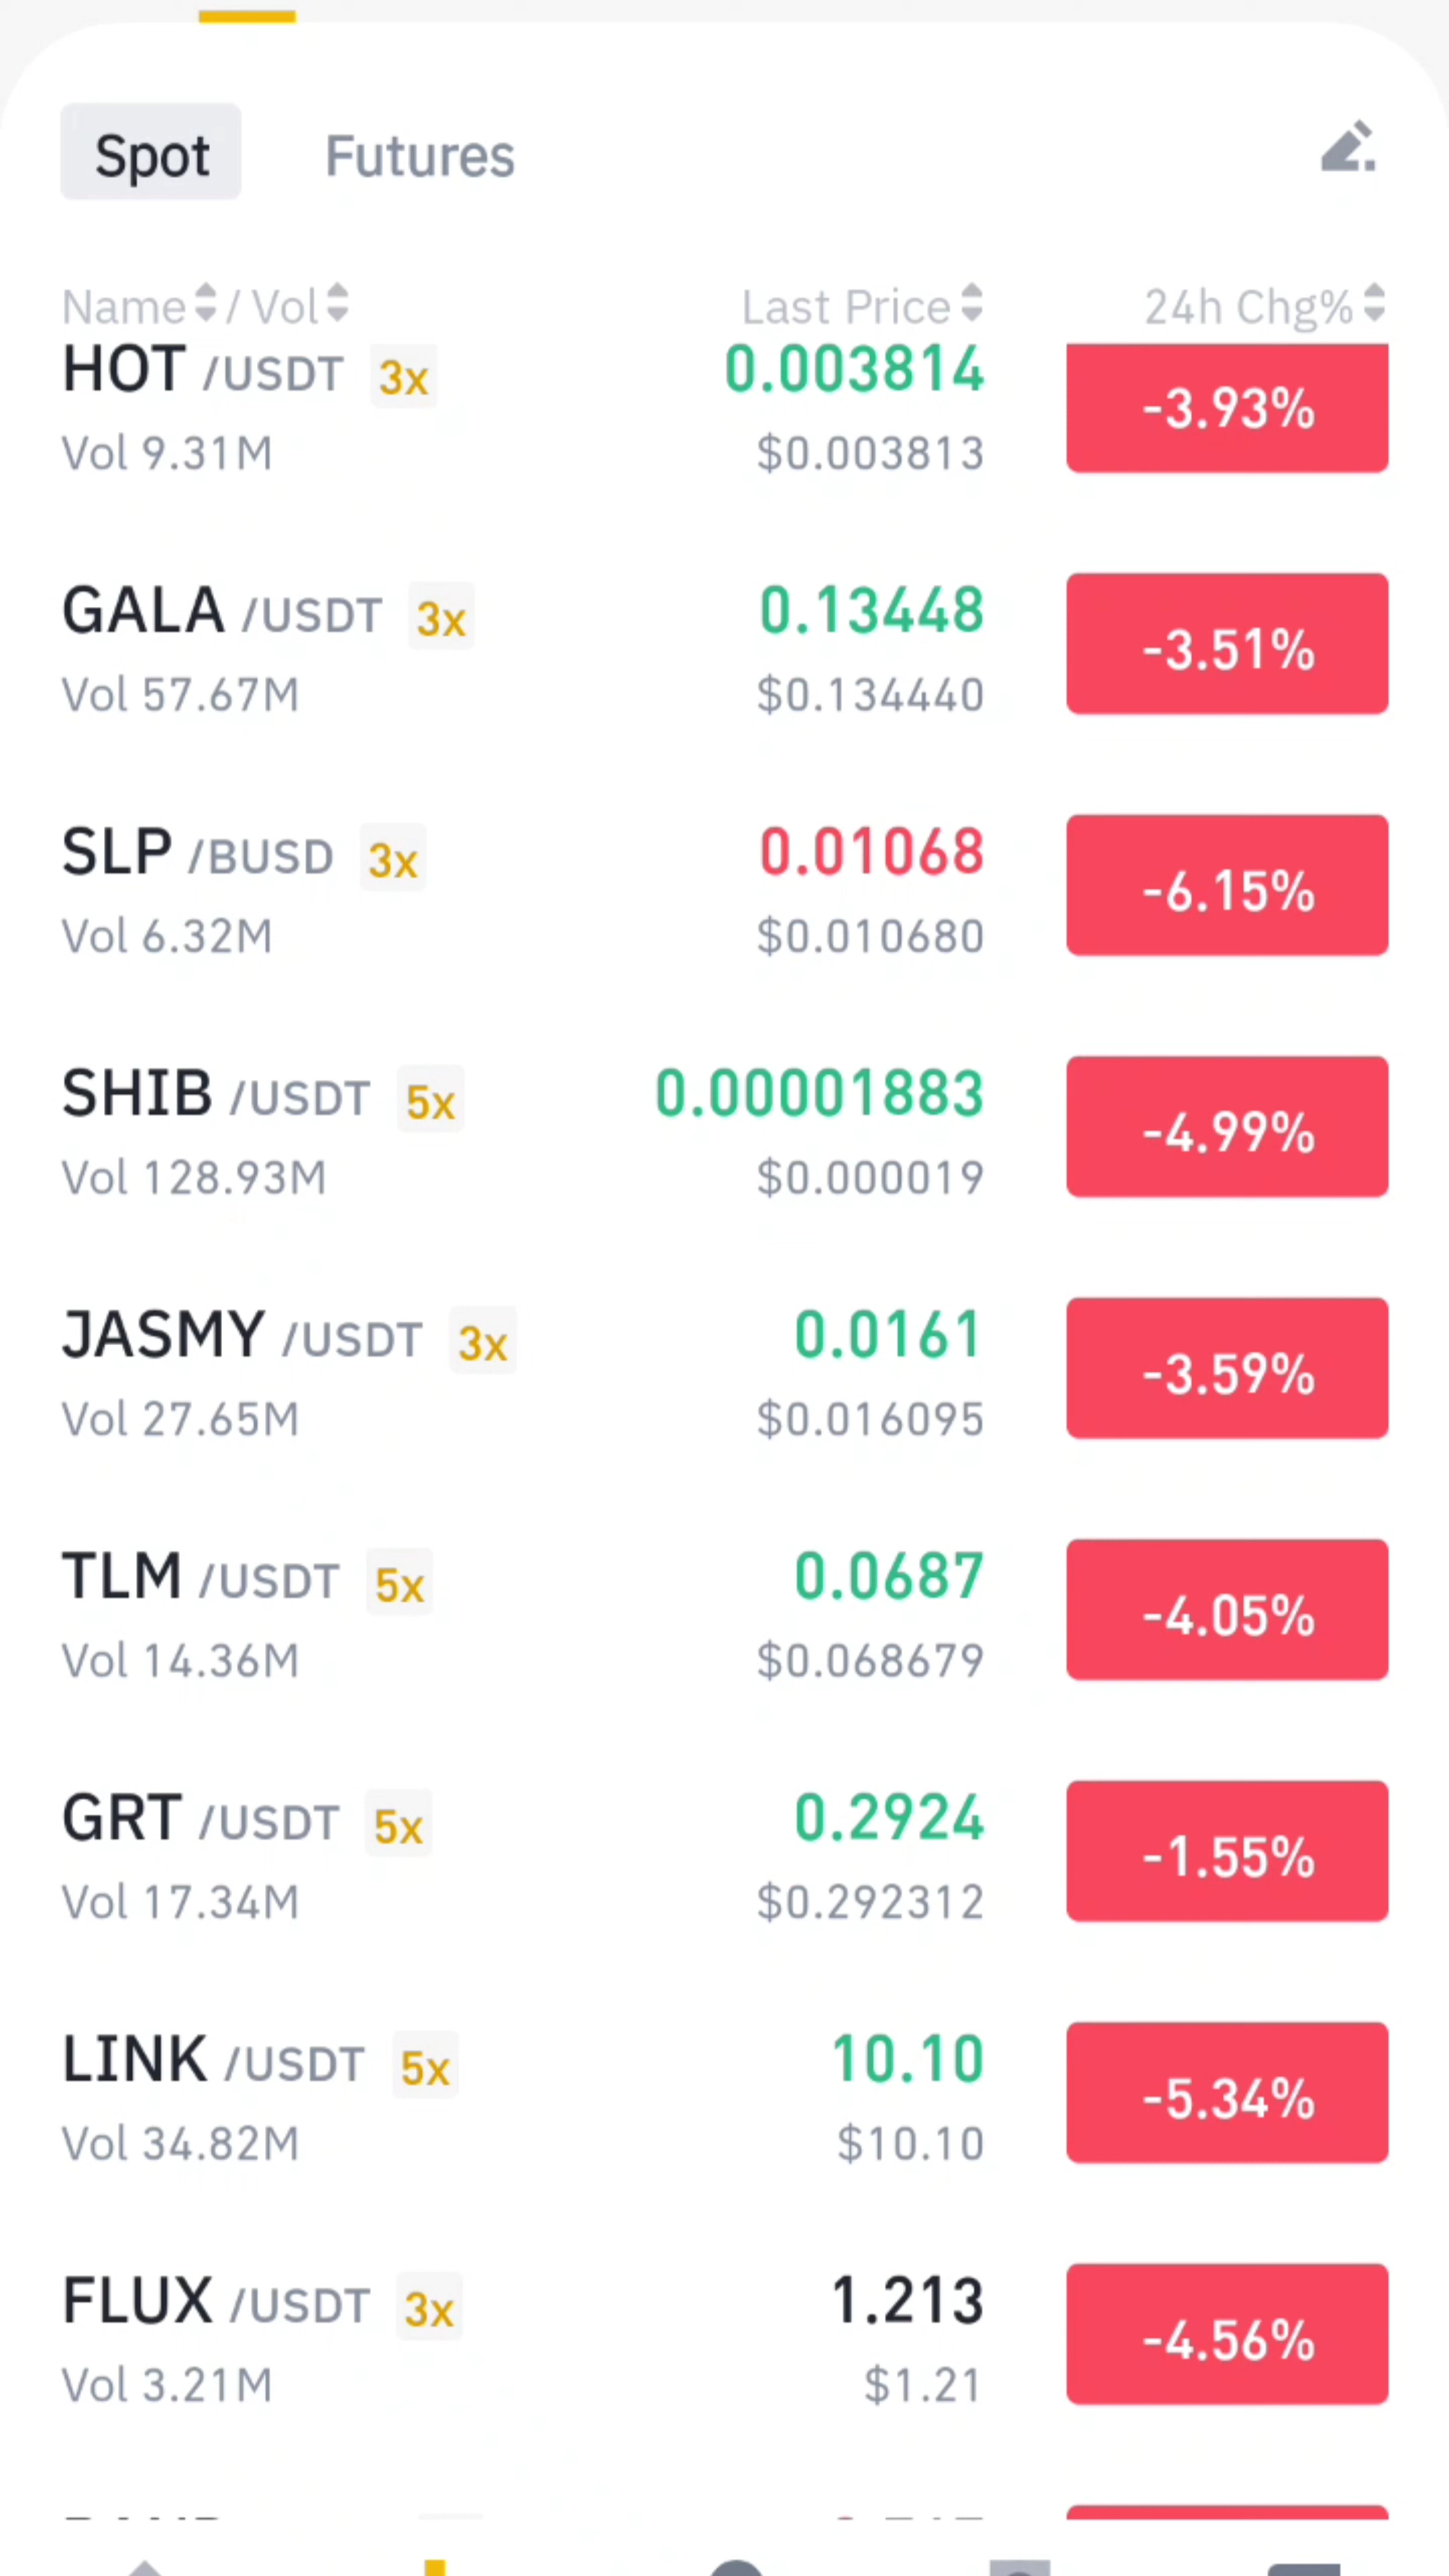 Spot Futures
Name / Vol Last Price 24h Chg%
HOT /USDT 3x 0.003814 -3.93%
Vol 9.31M $0.003813
GALA /USDT 3x 0.13448 -3.51%
Vol 57.67M $0.134440
SLP /BUSD 3x 0.01068 -6.15%
Vol 6.32M $0.010680
SHIB /USDT 5x 0.00001883 -4.99%
Vol 128.93M $0.000019
JASMY /USDT 3x 0.0161 -3.59%
Vol 27.65M $0.016095
TLM /USDT 5x 0.0687 -4.05%
Vol 14.36M $0.068679
GRT /USDT 5x 0.2924 -1.55%
Vol 17.34M $0.292312
LINK /USDT 5x 10.10 -5.34%
Vol 34.82M $10.10
FLUX /USDT 3x 1.213 -4.56%
Vol 3.21M $1.21